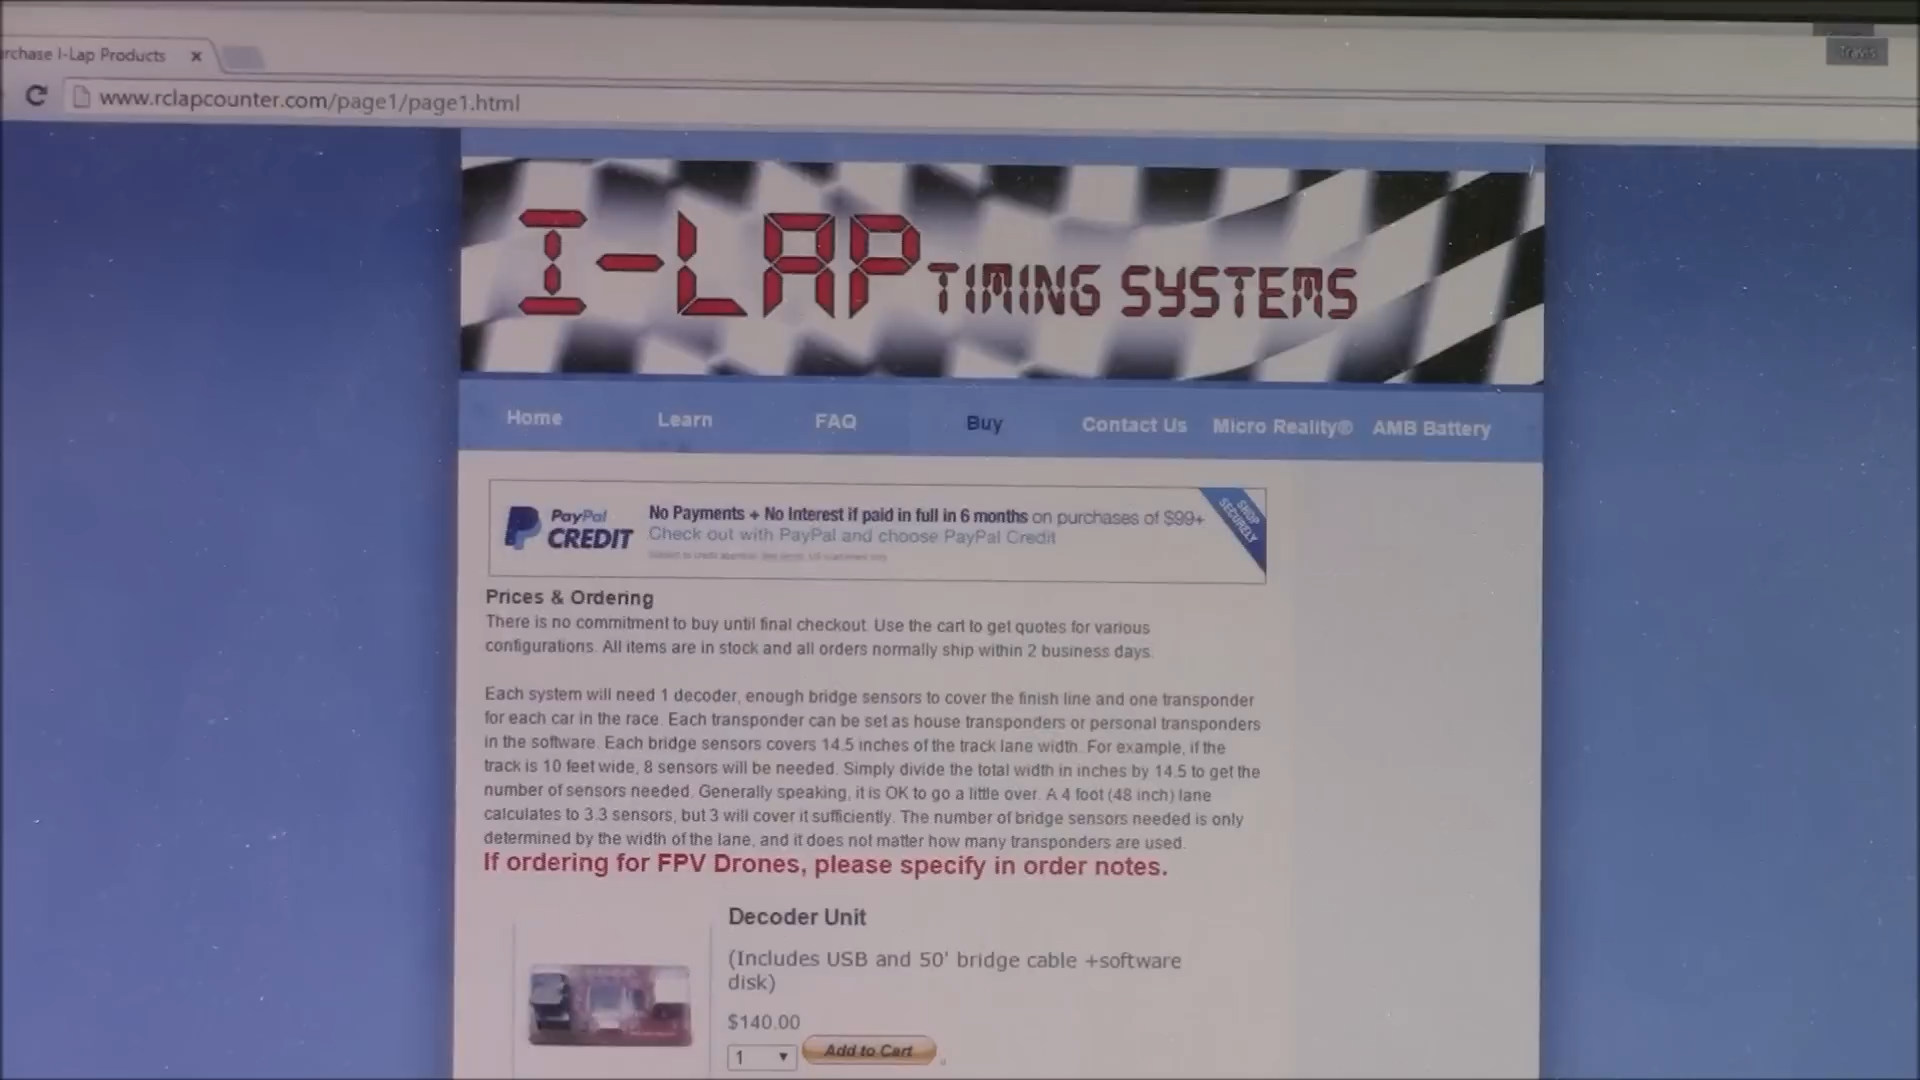 rchase I-Lap Products
Travis
www.rclapcounter.com/page1/page1.html
I-LAP TIMING SYSTEMS
Home Learn FAQ Buy Contact Us Micro Reality® AMB Battery
PayPal CREDIT
No Payments + No Interest if paid in full in 6 months on purchases of $99+
Check out with PayPal and choose PayPal Credit
SHOP SECURELY
Prices & Ordering
There is no commitment to buy until final checkout. Use the cart to get quotes for various
configurations. All items are in stock and all orders normally ship within 2 business days.
Each system will need 1 decoder, enough bridge sensors to cover the finish line and one transponder
for each car in the race. Each transponder can be set as house transponders or personal transponders
in the software. Each bridge sensors covers 14.5 inches of the track lane width. For example, if the
track is 10 feet wide, 8 sensors will be needed. Simply divide the total width in inches by 14.5 to get the
number of sensors needed. Generally speaking, it is OK to go a little over. A 4 foot (48 inch) lane
calculates to 3.3 sensors, but 3 will cover it sufficiently. The number of bridge sensors needed is only
determined by the width of the lane, and it does not matter how many transponders are used.
If ordering for FPV Drones, please specify in order notes.
Decoder Unit
(Includes USB and 50' bridge cable +software
disk)
$140.00
1 Add to Cart